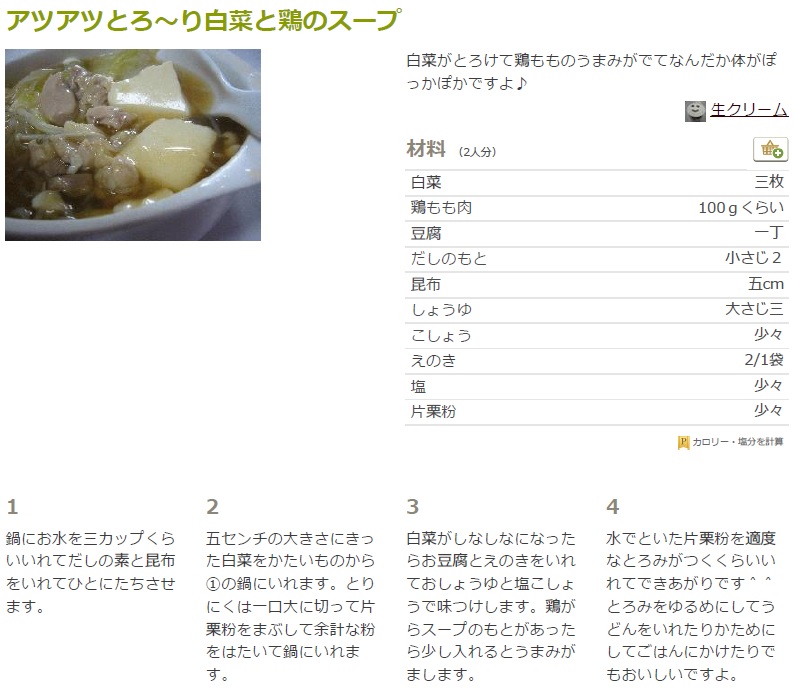 アツアツとろ～り白菜と鶏のスープ
白菜がとろけて鶏もものうまみがでてなんだか体がぽ
っかぽかですよ♪
生クリーム
材料 （2人分）
白菜 三枚
鶏もも肉 100ｇくらい
豆腐 一丁
だしのもと 小さじ２
昆布 五cm
しょうゆ 大さじ三
こしょう 少々
えのき 2/1袋
塩 少々
片栗粉 少々
P カロリー・塩分を計算
1
鍋にお水を三カップくら
いいれてだしの素と昆布
をいれてひとにたちさせ
ます。
2
五センチの大きさにきっ
た白菜をかたいものから
①の鍋にいれます。とり
にくは一口大に切って片
栗粉をまぶして余計な粉
をはたいて鍋にいれま
す。
3
白菜がしなしなになった
らお豆腐とえのきをいれ
ておしょうゆと塩こしょ
うで味つけします。鶏が
らスープのもとがあった
ら少し入れるとうまみが
まします。
4
水でといた片栗粉を適度
なとろみがつくくらいい
れてできあがりです＾＾
とろみをゆるめにしてう
どんをいれたりかために
してごはんにかけたりで
もおいしいですよ。